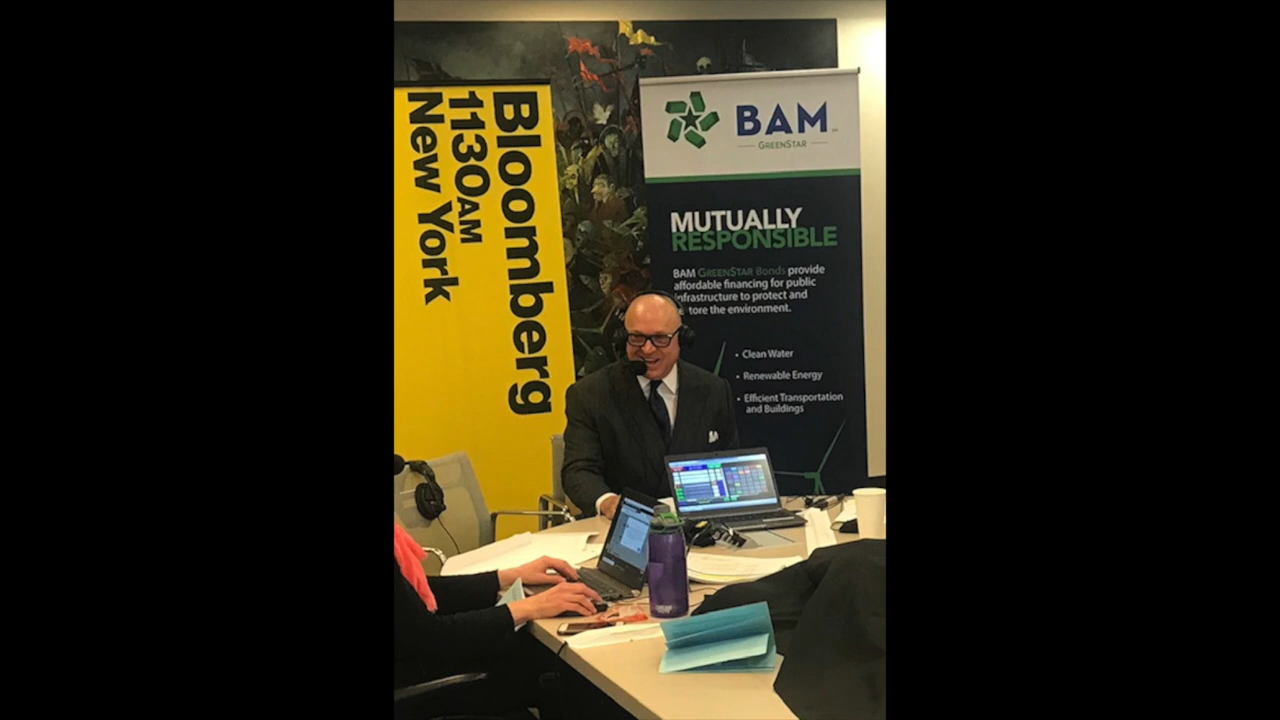 Bloomberg
1130AM
New York
BAM
GREENSTAR
MUTUALLY
RESPONSIBLE
BAM GREENSTAR Bonds provide
affordable financing for public
infrastructure to protect and
tore the environment.
• Clean Water
• Renewable Energy
• Efficient Transportation
and Buildings